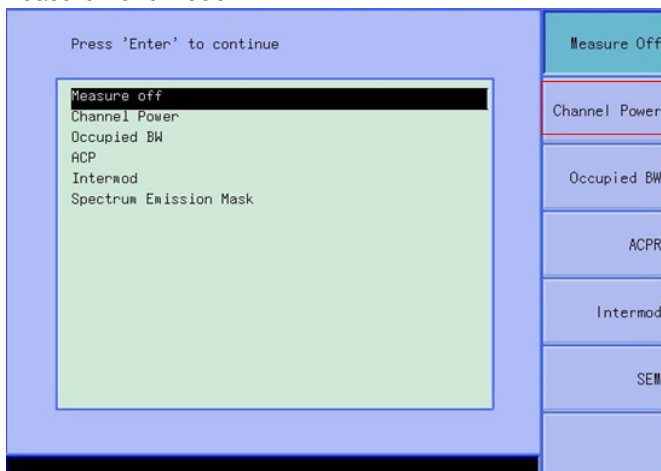 Press 'Enter' to continue
Measure off
Channel Power
Occupied BW
ACP
Intermod
Spectrum Emission Mask
Measure Off
Channel Power
Occupied BW
ACPR
Intermod
SEM